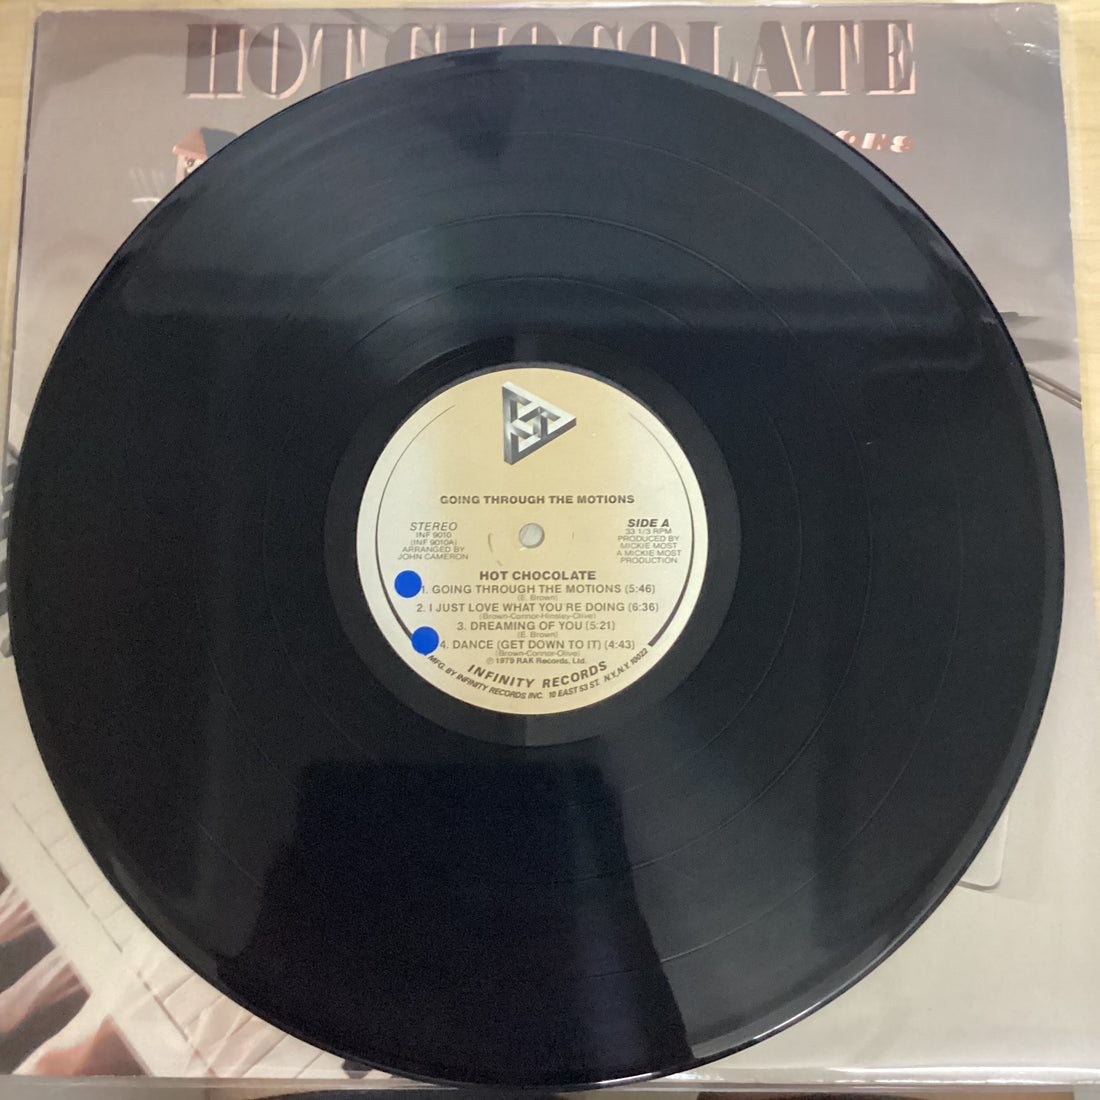 HOT CHOCOLATE
ons
GOING THROUGH THE MOTIONS
STEREO
INF 9010
(INF 9010A)
ARRANGED BY
JOHN CAMERON
SIDE A
33 1/3 RPM
PRODUCED BY
MICKIE MOST
A MICKIE MOST
PRODUCTION
HOT CHOCOLATE
1. GOING THROUGH THE MOTIONS (5:46)
(E. Brown)
2. I JUST LOVE WHAT YOU'RE DOING (6:36)
(Brown-Connor-Hinsley-Olive)
3. DREAMING OF YOU (5:21)
(E. Brown)
4. DANCE (GET DOWN TO IT) (4:43)
(Brown-Connor-Olive)
℗ 1979 RAK Records, Ltd.
INFINITY RECORDS
MFG. BY INFINITY RECORDS INC. 10 EAST 53 ST. N.Y., N.Y. 10022